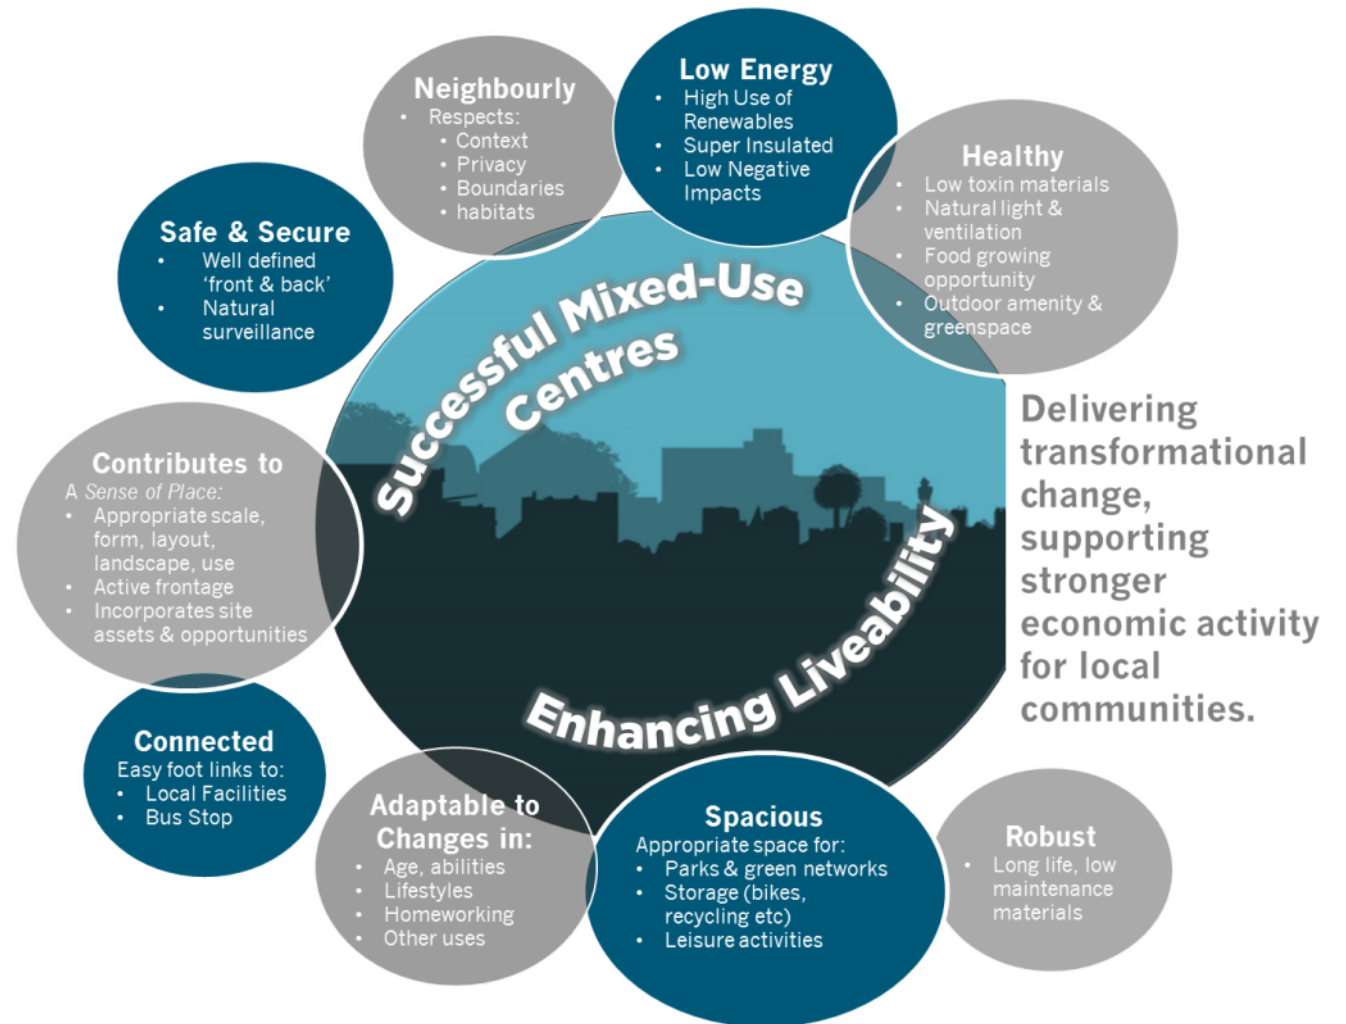 Neighbourly
• Respects:
• Context
• Privacy
• Boundaries
• habitats
Low Energy
• High Use of
Renewables
• Super Insulated
• Low Negative
Impacts
Healthy
• Low toxin materials
• Natural light &
ventilation
• Food growing
opportunity
• Outdoor amenity &
greenspace
Safe & Secure
• Well defined
‘front & back’
• Natural
surveillance
Successful Mixed-Use
Centres
Contributes to
A Sense of Place:
• Appropriate scale,
form, layout,
landscape, use
• Active frontage
• Incorporates site
assets & opportunities
Delivering
transformational
change,
supporting
stronger
economic activity
for local
communities.
Enhancing Liveability
Connected
Easy foot links to:
• Local Facilities
• Bus Stop
Adaptable to
Changes in:
• Age, abilities
• Lifestyles
• Homeworking
• Other uses
Spacious
Appropriate space for:
• Parks & green networks
• Storage (bikes,
recycling etc)
• Leisure activities
Robust
• Long life, low
maintenance
materials